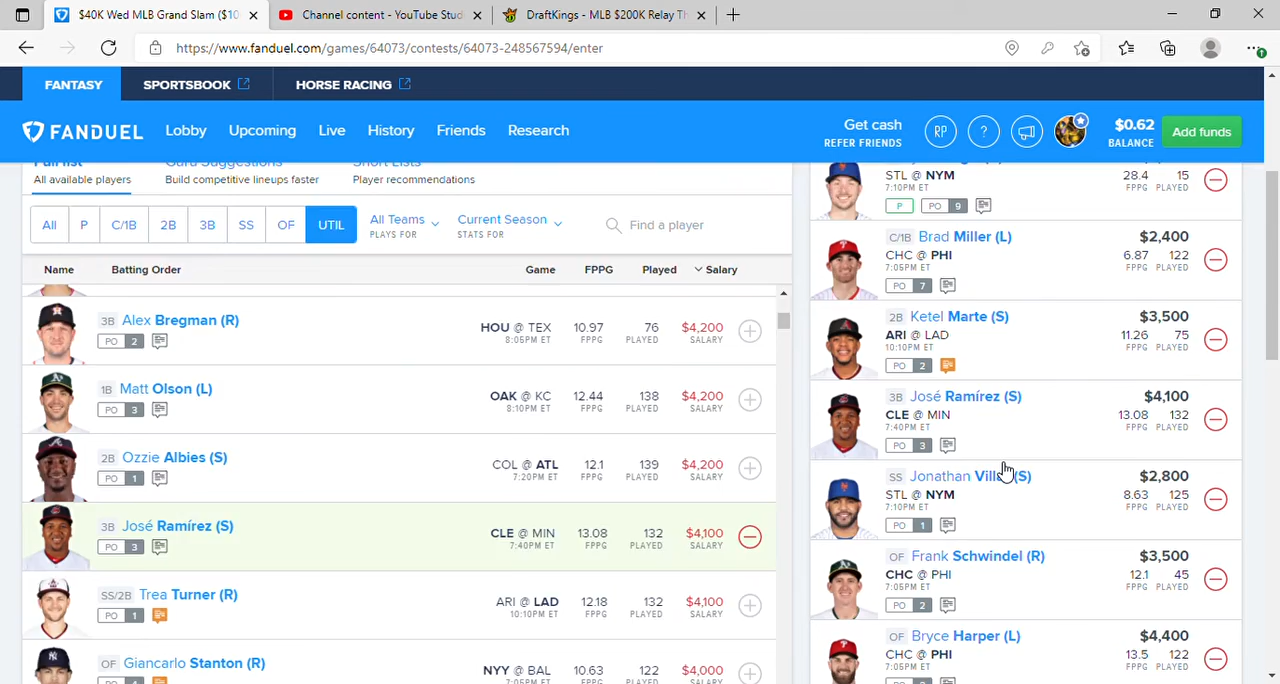 $40K Wed MLB Grand Slam ($10
Channel content - YouTube Stud
DraftKings - MLB $200K Relay Th
https://www.fanduel.com/games/64073/contests/64073-248567594/enter
FANTASY
SPORTSBOOK
HORSE RACING
FANDUEL
Lobby
Upcoming
Live
History
Friends
Research
Get cash
REFER FRIENDS
RP
?
$0.62
BALANCE
Add funds
All available players
Build competitive lineups faster
Player recommendations
All
P
C/1B
2B
3B
SS
OF
UTIL
All Teams
PLAYS FOR
Current Season
STATS FOR
Find a player
Name
Batting Order
Game
FPPG
Played
Salary
3B Alex Bregman (R)
PO 2
HOU @ TEX
8:05PM ET
10.97
FPPG
76
PLAYED
$4,200
SALARY
1B Matt Olson (L)
PO 3
OAK @ KC
8:10PM ET
12.44
FPPG
138
PLAYED
$4,200
SALARY
2B Ozzie Albies (S)
PO 1
COL @ ATL
7:20PM ET
12.1
FPPG
139
PLAYED
$4,200
SALARY
3B José Ramírez (S)
PO 3
CLE @ MIN
7:40PM ET
13.08
FPPG
132
PLAYED
$4,100
SALARY
SS/2B Trea Turner (R)
PO 1
ARI @ LAD
10:10PM ET
12.18
FPPG
132
PLAYED
$4,100
SALARY
OF Giancarlo Stanton (R)
NYY @ BAL
10.63
122
$4,000
STL @ NYM
7:10PM ET
28.4
FPPG
15
PLAYED
P
PO 9
C/1B Brad Miller (L)
$2,400
CHC @ PHI
7:05PM ET
6.87
FPPG
122
PLAYED
PO 7
2B Ketel Marte (S)
$3,500
ARI @ LAD
10:10PM ET
11.26
FPPG
75
PLAYED
PO 2
3B José Ramírez (S)
$4,100
CLE @ MIN
7:40PM ET
13.08
FPPG
132
PLAYED
PO 3
SS Jonathan (S)
$2,800
STL @ NYM
7:10PM ET
8.63
FPPG
125
PLAYED
PO 1
OF Frank Schwindel (R)
$3,500
CHC @ PHI
7:05PM ET
12.1
FPPG
45
PLAYED
PO 2
OF Bryce Harper (L)
$4,400
CHC @ PHI
7:05PM ET
13.5
FPPG
122
PLAYED